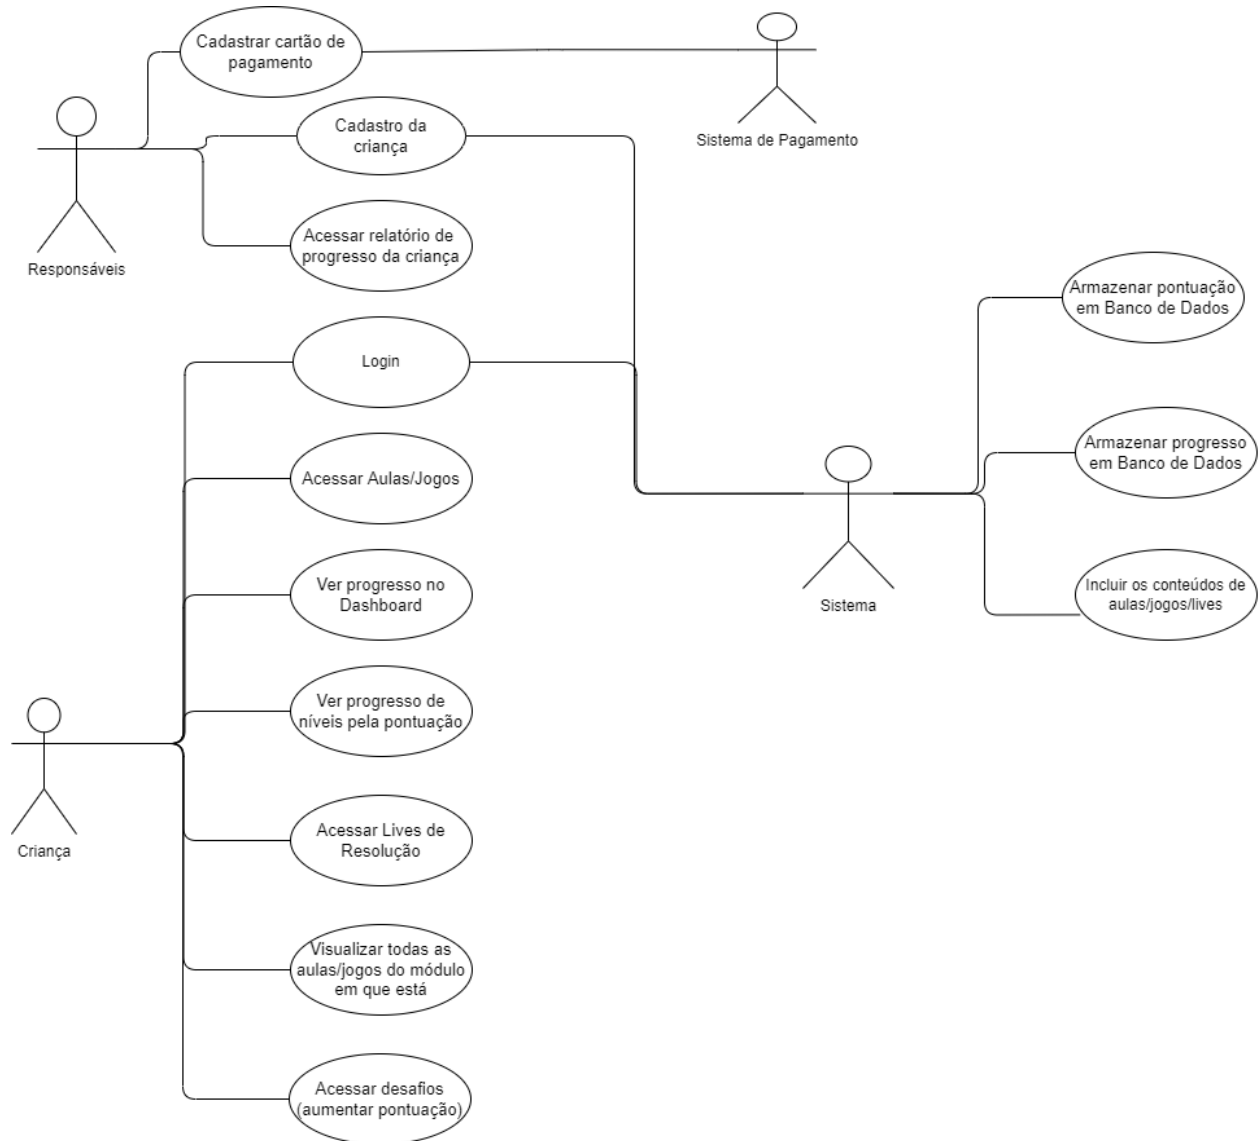 Cadastrar cartão de
pagamento
Sistema de Pagamento
Cadastro da
criança
Responsáveis
Acessar relatório de
progresso da criança
Armazenar pontuação
em Banco de Dados
Login
Armazenar progresso
em Banco de Dados
Acessar Aulas/Jogos
Sistema
Incluir os conteúdos de
aulas/jogos/lives
Ver progresso no
Dashboard
Ver progresso de
níveis pela pontuação
Criança
Acessar Lives de
Resolução
Visualizar todas as
aulas/jogos do módulo
em que está
Acessar desafios
(aumentar pontuação)